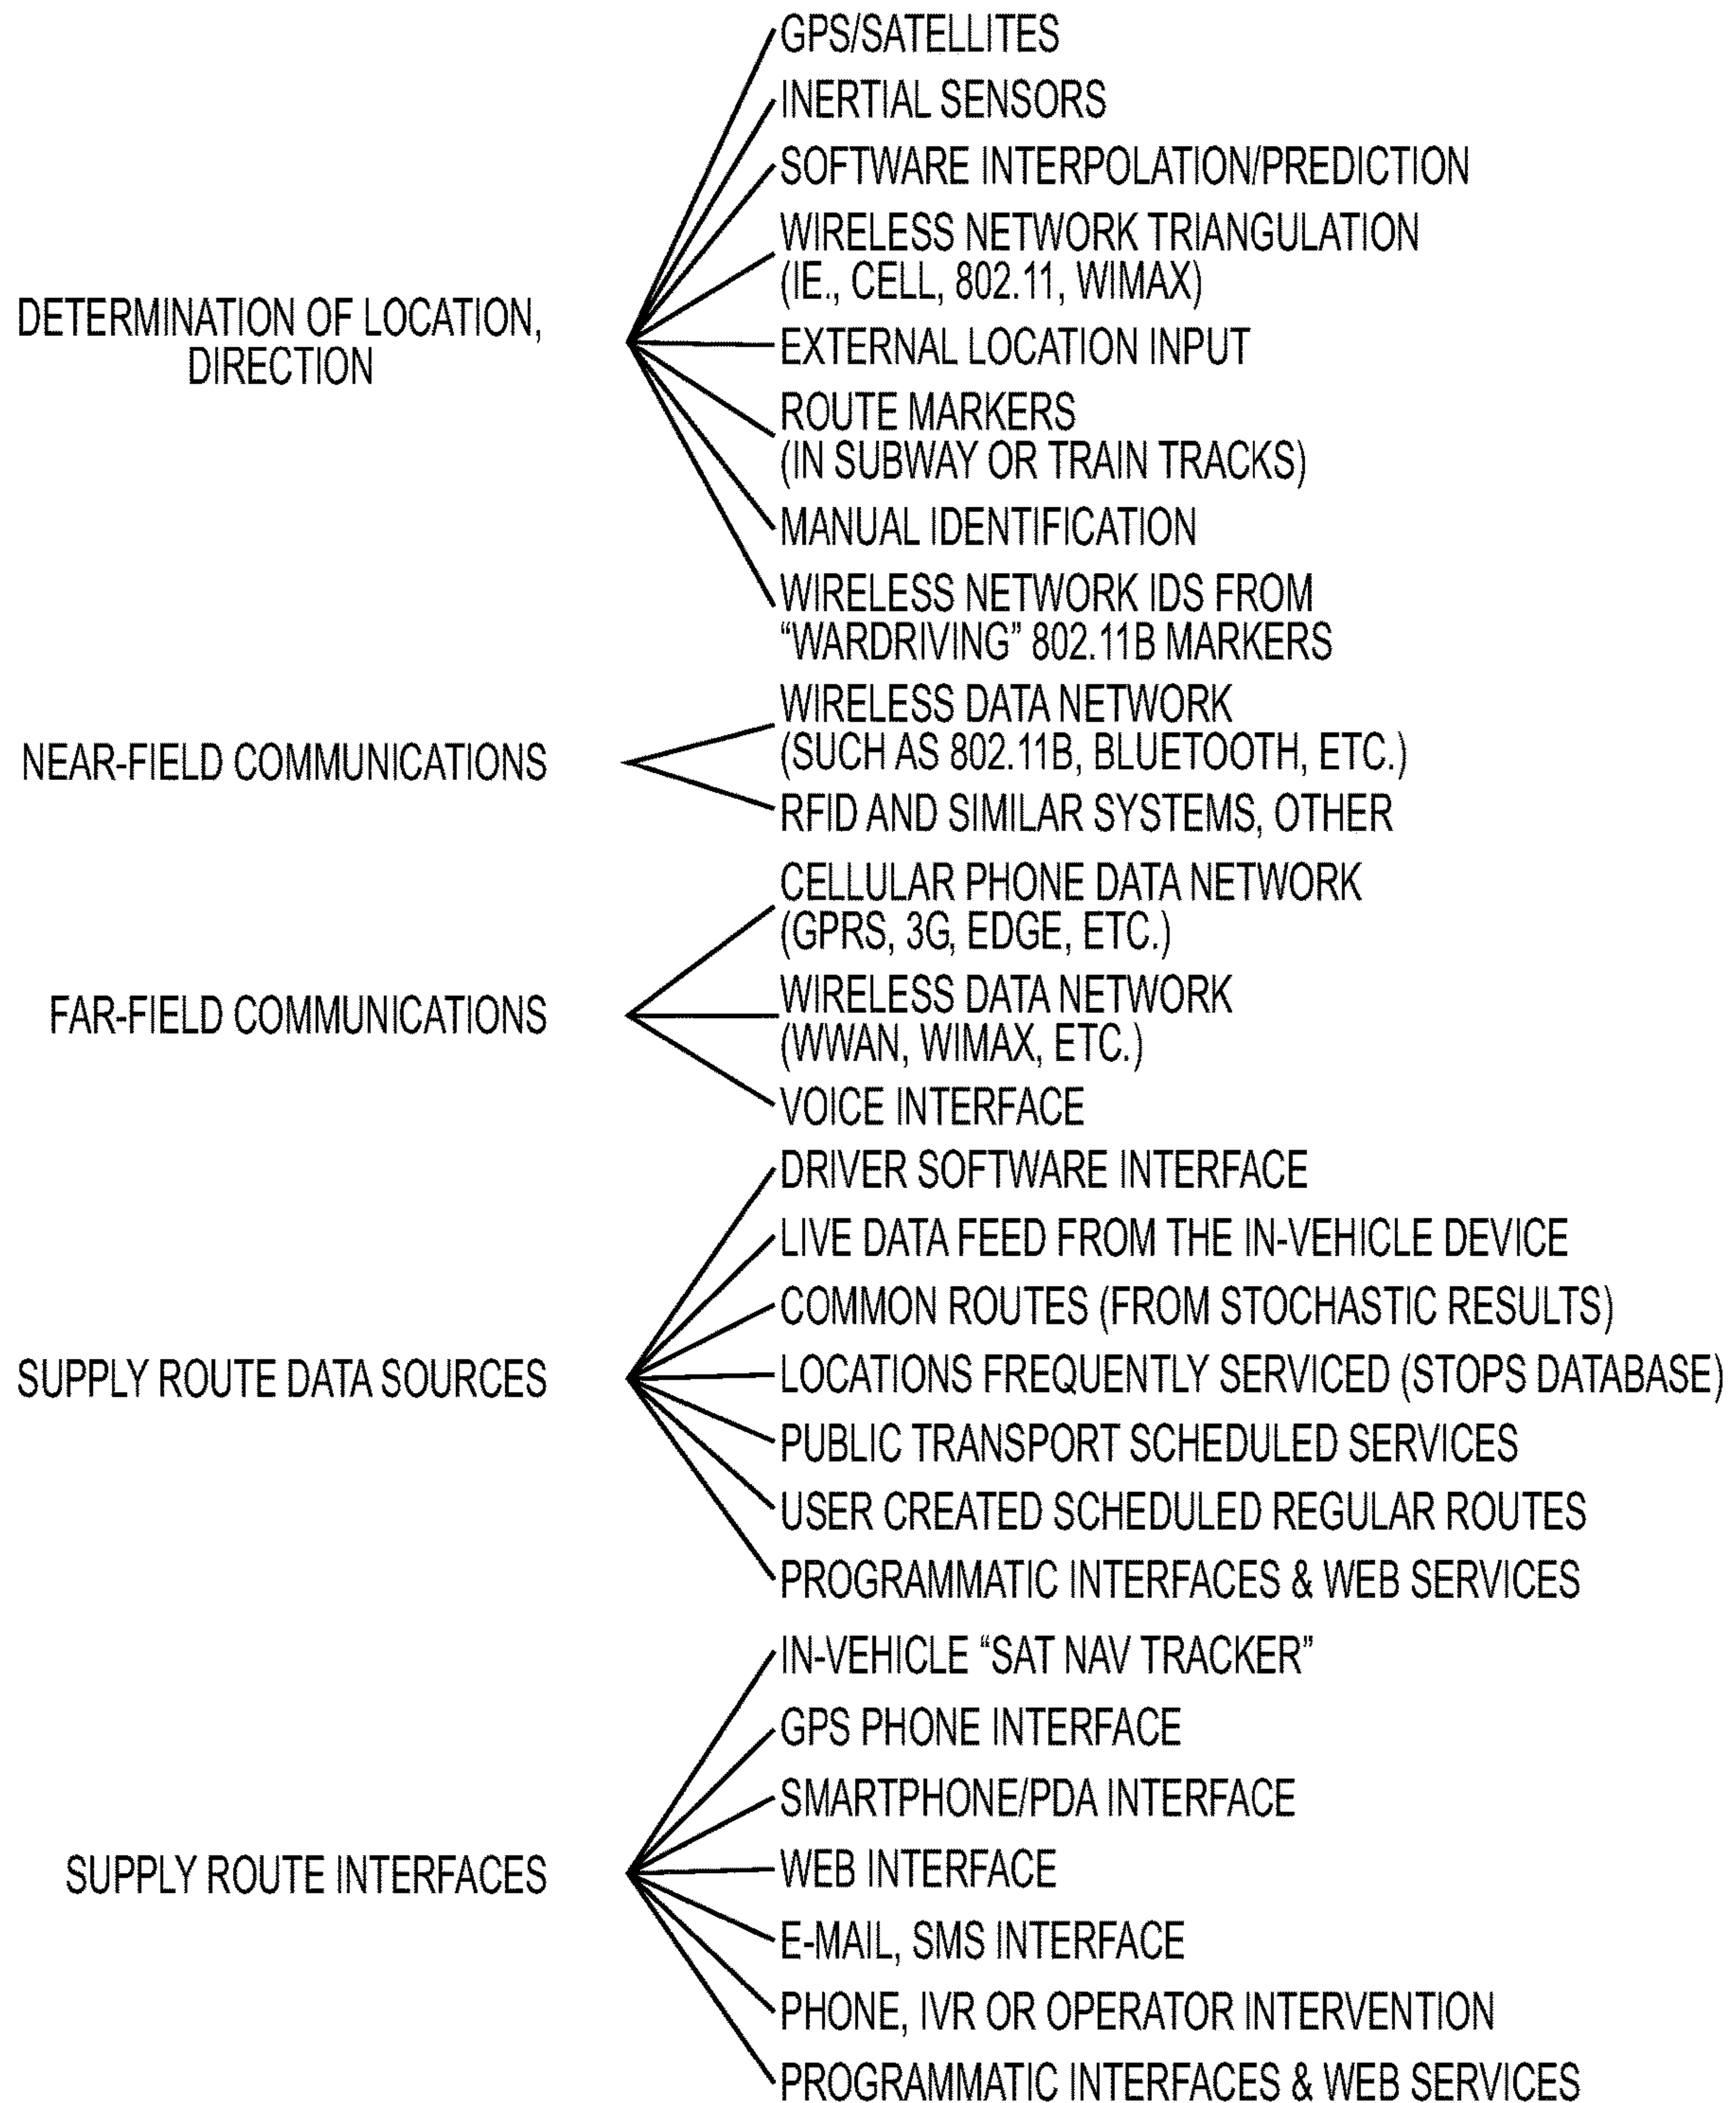 GPS/SATELLITES
INERTIAL SENSORS
SOFTWARE INTERPOLATION/PREDICTION
WIRELESS NETWORK TRIANGULATION
(IE., CELL, 802.11, WIMAX)
DETERMINATION OF LOCATION,
DIRECTION
EXTERNAL LOCATION INPUT
ROUTE MARKERS
(IN SUBWAY OR TRAIN TRACKS)
MANUAL IDENTIFICATION
WIRELESS NETWORK IDS FROM
“WARDRIVING” 802.11B MARKERS
NEAR-FIELD COMMUNICATIONS
WIRELESS DATA NETWORK
(SUCH AS 802.11B, BLUETOOTH, ETC.)
RFID AND SIMILAR SYSTEMS, OTHER
FAR-FIELD COMMUNICATIONS
CELLULAR PHONE DATA NETWORK
(GPRS, 3G, EDGE, ETC.)
WIRELESS DATA NETWORK
(WWAN, WIMAX, ETC.)
VOICE INTERFACE
SUPPLY ROUTE DATA SOURCES
DRIVER SOFTWARE INTERFACE
LIVE DATA FEED FROM THE IN-VEHICLE DEVICE
COMMON ROUTES (FROM STOCHASTIC RESULTS)
LOCATIONS FREQUENTLY SERVICED (STOPS DATABASE)
PUBLIC TRANSPORT SCHEDULED SERVICES
USER CREATED SCHEDULED REGULAR ROUTES
PROGRAMMATIC INTERFACES & WEB SERVICES
SUPPLY ROUTE INTERFACES
IN-VEHICLE “SAT NAV TRACKER”
GPS PHONE INTERFACE
SMARTPHONE/PDA INTERFACE
WEB INTERFACE
E-MAIL, SMS INTERFACE
PHONE, IVR OR OPERATOR INTERVENTION
PROGRAMMATIC INTERFACES & WEB SERVICES